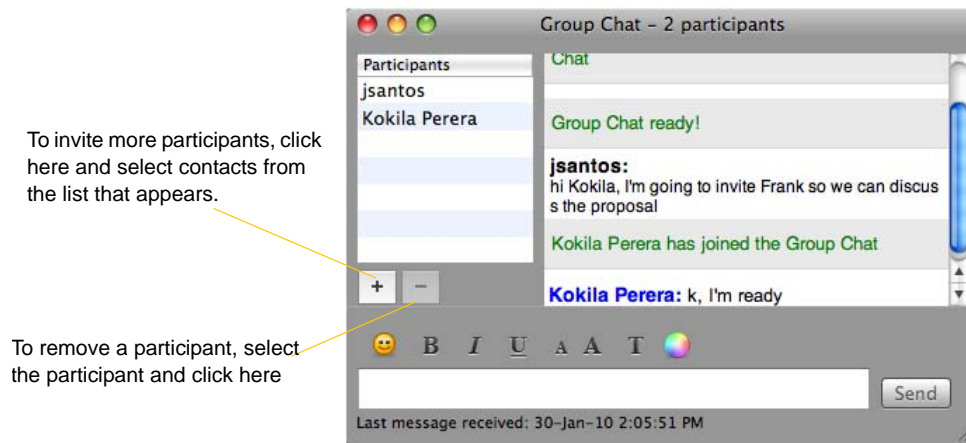 Group Chat – 2 participants
Participants
jsantos
Kokila Perera
Chat
Group Chat ready!
jsantos:
hi Kokila, I'm going to invite Frank so we can discus
s the proposal
Kokila Perera has joined the Group Chat
Kokila Perera: k, I'm ready
To invite more participants, click
here and select contacts from
the list that appears.
+ −
To remove a participant, select
the participant and click here
B I U A A T
Send
Last message received: 30-Jan-10 2:05:51 PM